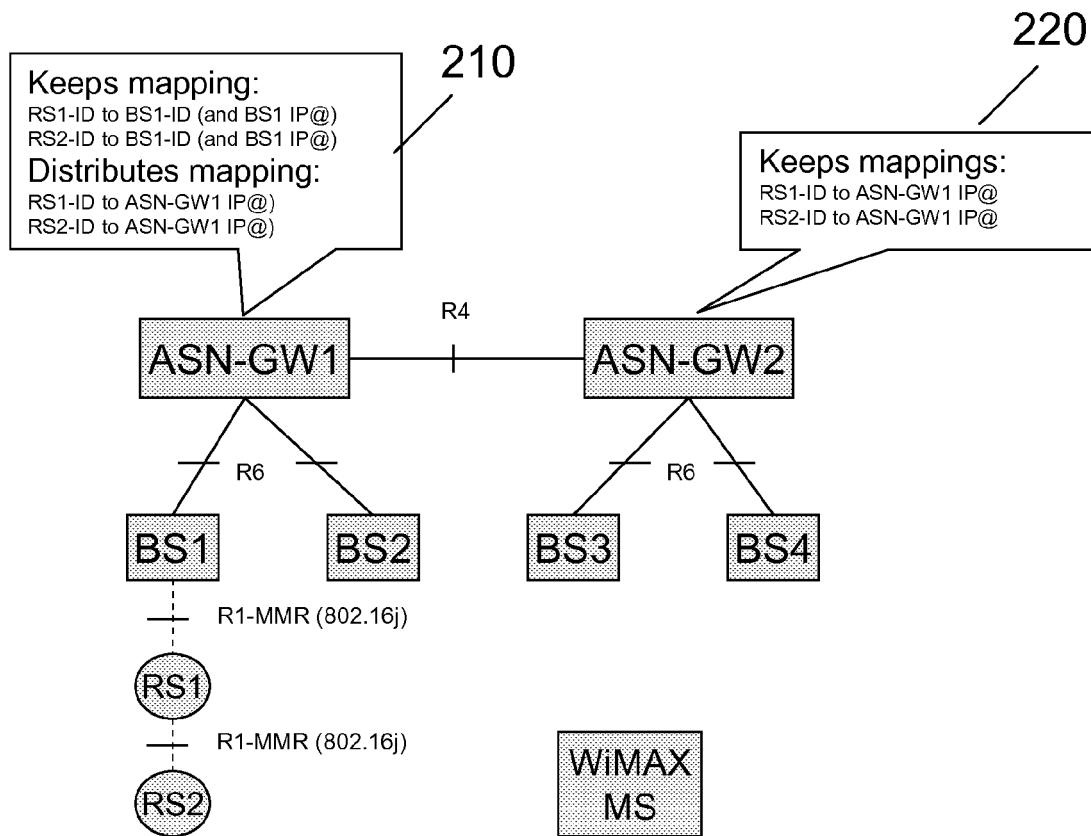 210
220
Keeps mapping:
RS1-ID to BS1-ID (and BS1 IP@)
RS2-ID to BS1-ID (and BS1 IP@)
Distributes mapping:
RS1-ID to ASN-GW1 IP@)
RS2-ID to ASN-GW1 IP@)
Keeps mappings:
RS1-ID to ASN-GW1 IP@
RS2-ID to ASN-GW1 IP@
R4
ASN-GW1
ASN-GW2
R6
R6
BS1
BS2
BS3
BS4
R1-MMR (802.16j)
RS1
R1-MMR (802.16j)
RS2
WiMAX
MS